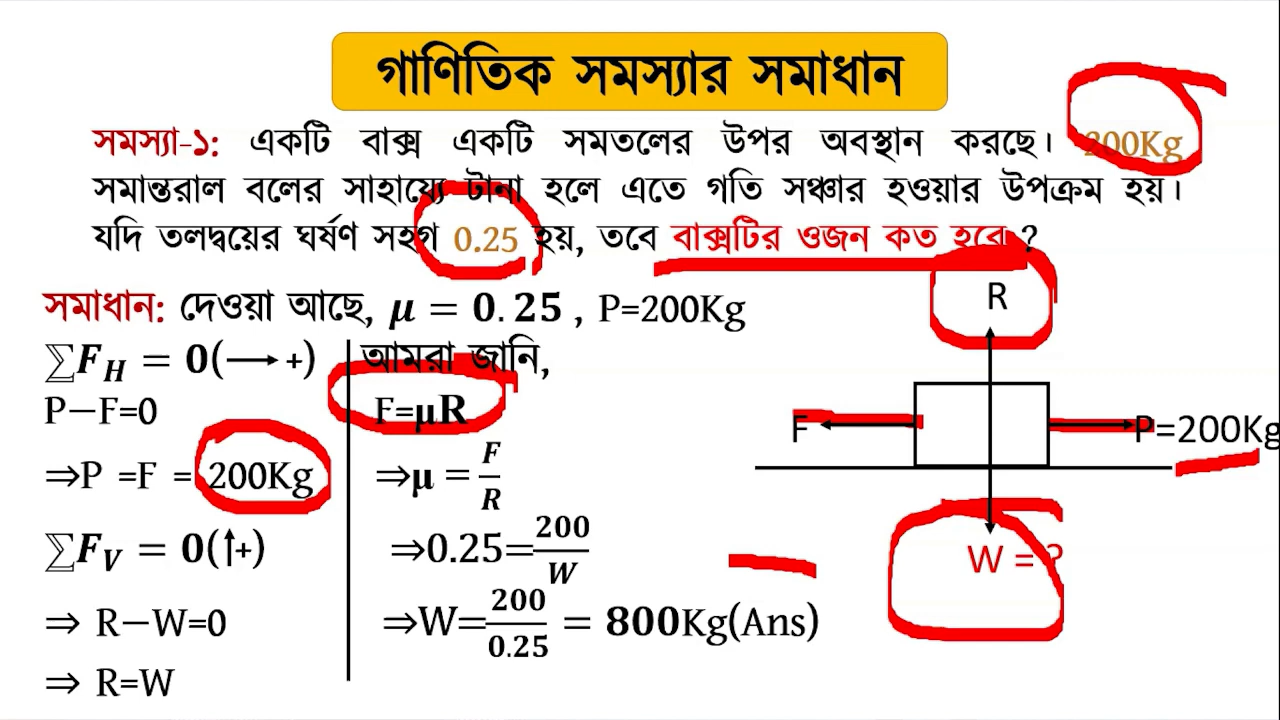 গাণিতিক সমস্যার সমাধান
সমস্যা-১: একটি বাক্স একটি সমতলের উপর অবস্থান করছে। 200Kg
সমান্তরাল বলের সাহায্যে টানা হলে এতে গতি সঞ্চার হওয়ার উপক্রম হয়।
যদি তলদ্বয়ের ঘর্ষণ সহগ 0.25 হয়, তবে বাক্সটির ওজন কত হবে ?
সমাধান: দেওয়া আছে, μ = 0.25 , P=200Kg
∑F_H = 0(⟶+)
P−F=0
⇒P =F = 200Kg
∑F_V = 0(↑+)
⇒ R−W=0
⇒ R=W
আমরা জানি,
F=μR
⇒μ = F/R
⇒0.25=200/W
⇒W=200/0.25 = 800Kg(Ans)
R
F
P=200Kg
W = ?